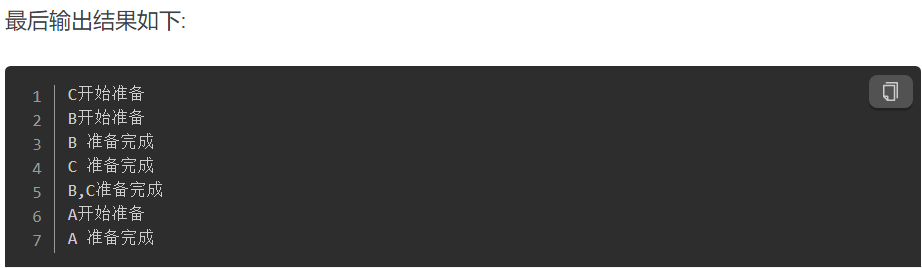 最后输出结果如下:
1 C开始准备
2 B开始准备
3 B 准备完成
4 C 准备完成
5 B,C准备完成
6 A开始准备
7 A 准备完成